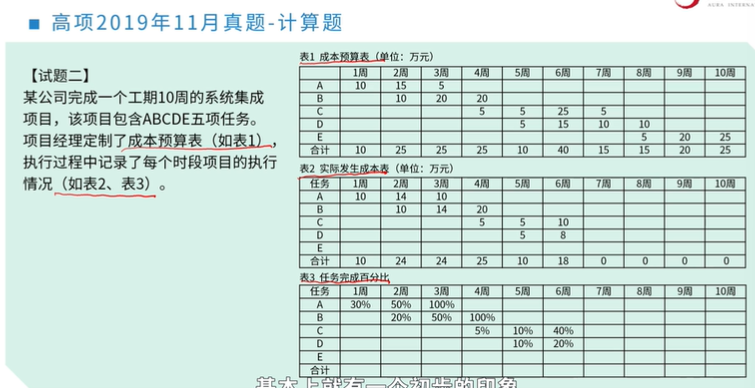 ■ 高项2019年11月真题-计算题
【试题二】
某公司完成一个工期10周的系统集成
项目，该项目包含ABCDE五项任务。
项目经理定制了成本预算表（如表1），
执行过程中记录了每个时段项目的执行
情况（如表2、表3）。
表1 成本预算表（单位：万元）
1周 2周 3周 4周 5周 6周 7周 8周 9周 10周
A 10 15 5
B 10 20 20
C 5 5 25 5
D 5 15 10 10
E 5 20 25
合计 10 25 25 25 10 40 15 15 20 25
表2 实际发生成本表（单位：万元）
任务 1周 2周 3周 4周 5周 6周 7周 8周 9周 10周
A 10 14 10
B 10 14 20
C 5 5 10
D 5 8
E
合计 10 24 24 25 10 18 0 0 0 0
表3 任务完成百分比
任务 1周 2周 3周 4周 5周 6周 7周 8周 9周 10周
A 30% 50% 100%
B 20% 50% 100%
C 5% 10% 40%
D 10% 20%
E
合计
基本上就有一个初步的印象